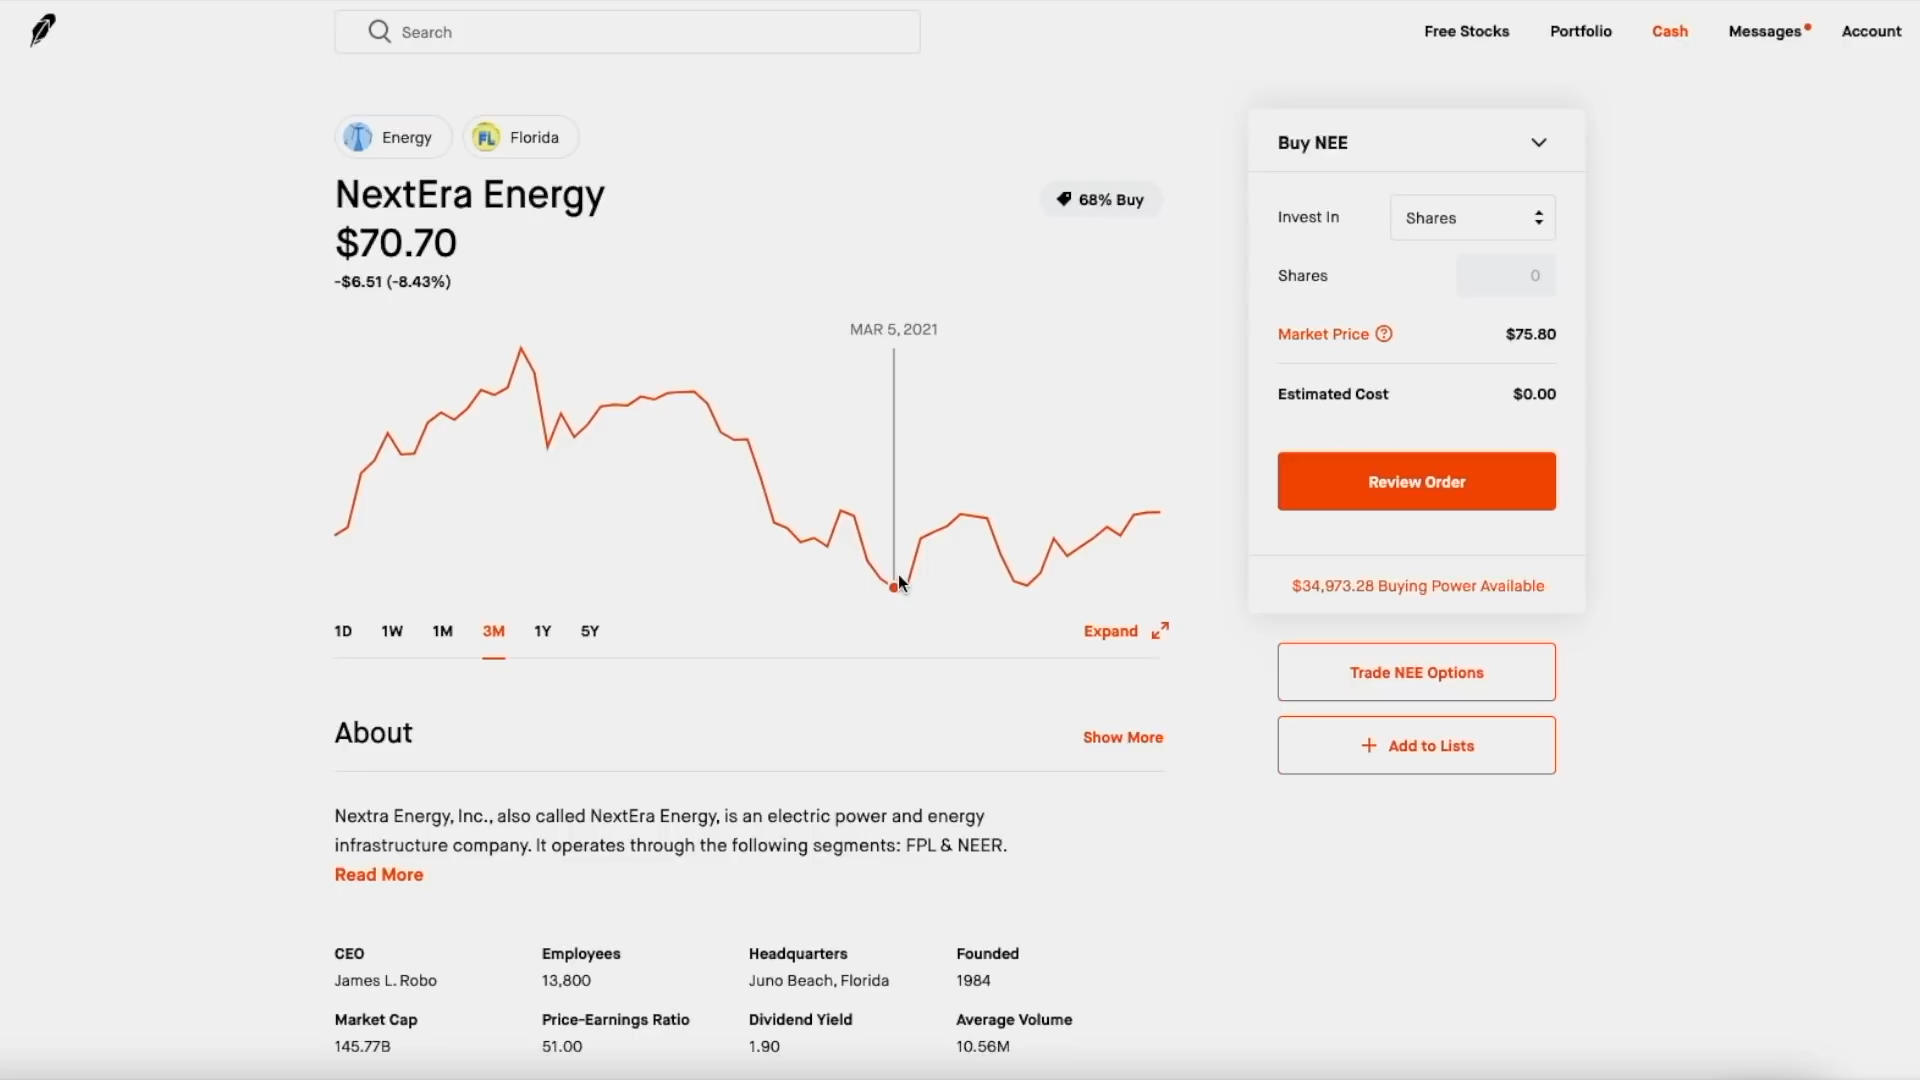 Search
Free Stocks
Portfolio
Cash
Messages
Account
Energy
FL
Florida
NextEra Energy
$70.70
-$6.51 (-8.43%)
68% Buy
MAR 5, 2021
1D
1W
1M
3M
1Y
5Y
Expand
About
Show More
Nextra Energy, Inc., also called NextEra Energy, is an electric power and energy
infrastructure company. It operates through the following segments: FPL & NEER.
Read More
CEO
James L. Robo
Employees
13,800
Headquarters
Juno Beach, Florida
Founded
1984
Market Cap
145.77B
Price-Earnings Ratio
51.00
Dividend Yield
1.90
Average Volume
10.56M
Buy NEE
Invest In
Shares
Shares
0
Market Price ?
$75.80
Estimated Cost
$0.00
Review Order
$34,973.28 Buying Power Available
Trade NEE Options
+ Add to Lists